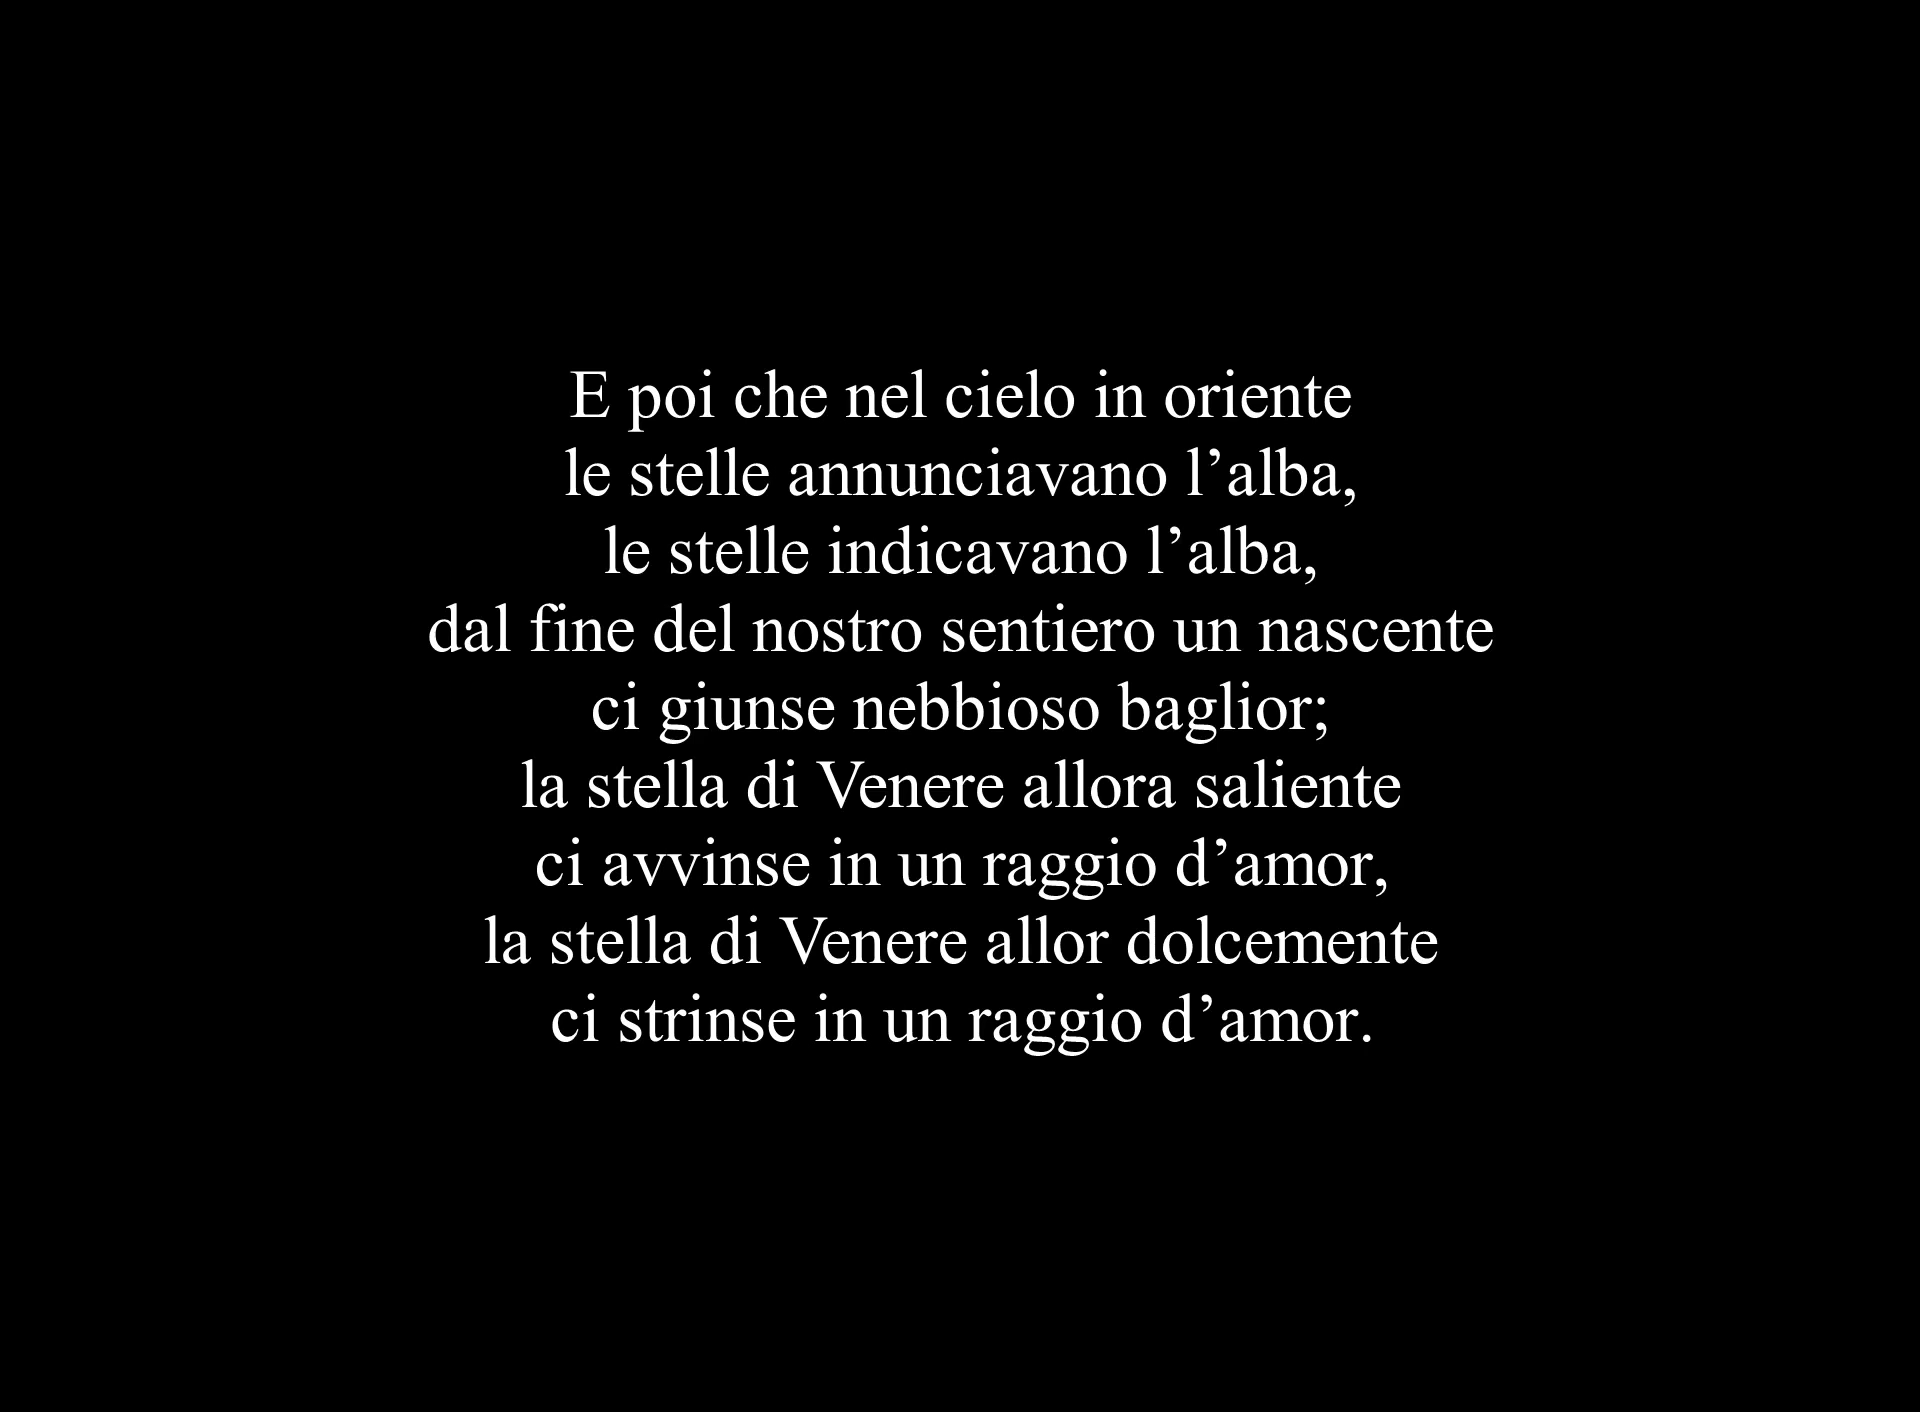 E poi che nel cielo in oriente
le stelle annunciavano l’alba,
le stelle indicavano l’alba,
dal fine del nostro sentiero un nascente
ci giunse nebbioso baglior;
la stella di Venere allora saliente
ci avvinse in un raggio d’amor,
la stella di Venere allor dolcemente
ci strinse in un raggio d’amor.